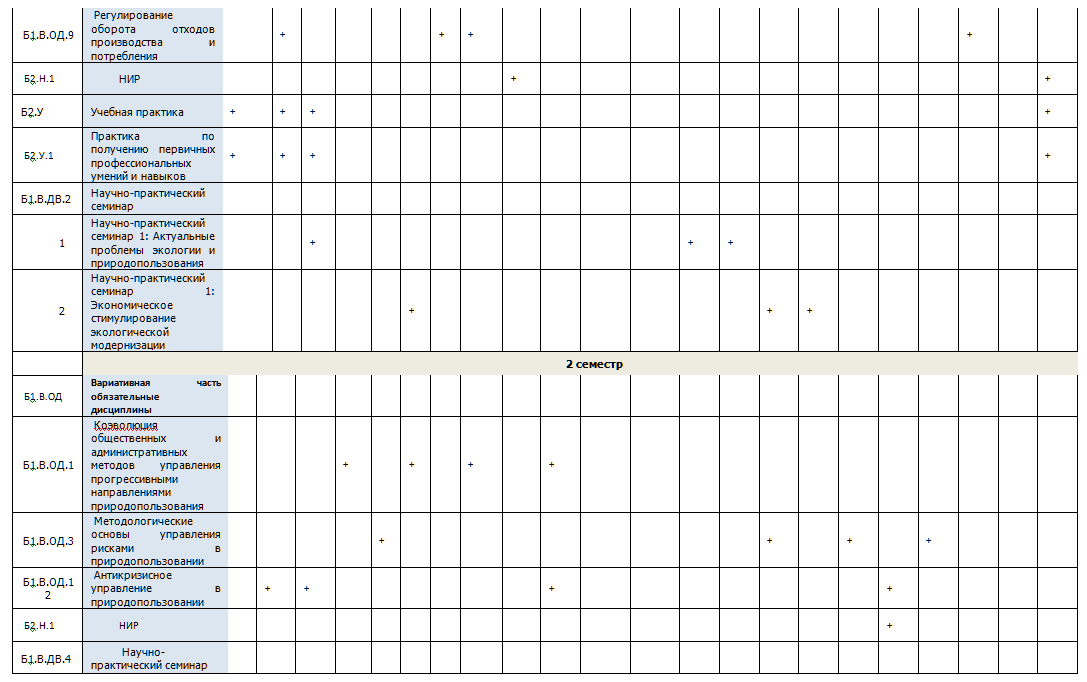 Регулирование
оборота отходов
Б1.В.ОД.9 производства и + + + +
потребления
Б2.Н.1 НИР + +
Б2.У Учебная практика + + + +
Практика по
получению первичных
Б2.У.1 профессиональных + + + +
умений и навыков
Б1.В.ДВ.2 Научно-практический
семинар
Научно-практический
семинар 1: Актуальные
1 проблемы экологии и + + +
природопользования
Научно-практический
семинар 1:
Экономическое
2 стимулирование + + +
экологической
модернизации
2 семестр
Вариативная часть
Б1.В.ОД обязательные
дисциплины
Коэволюция
общественных и
административных
Б1.В.ОД.1 методов управления + + + +
прогрессивными
направлениями
природопользования
Методологические
основы управления
Б1.В.ОД.3 рисками в + + + +
природопользовании
Б1.В.ОД.1 Антикризисное
2 управление в + + + +
природопользовании
Б2.Н.1 НИР +
Б1.В.ДВ.4 Научно-
практический семинар